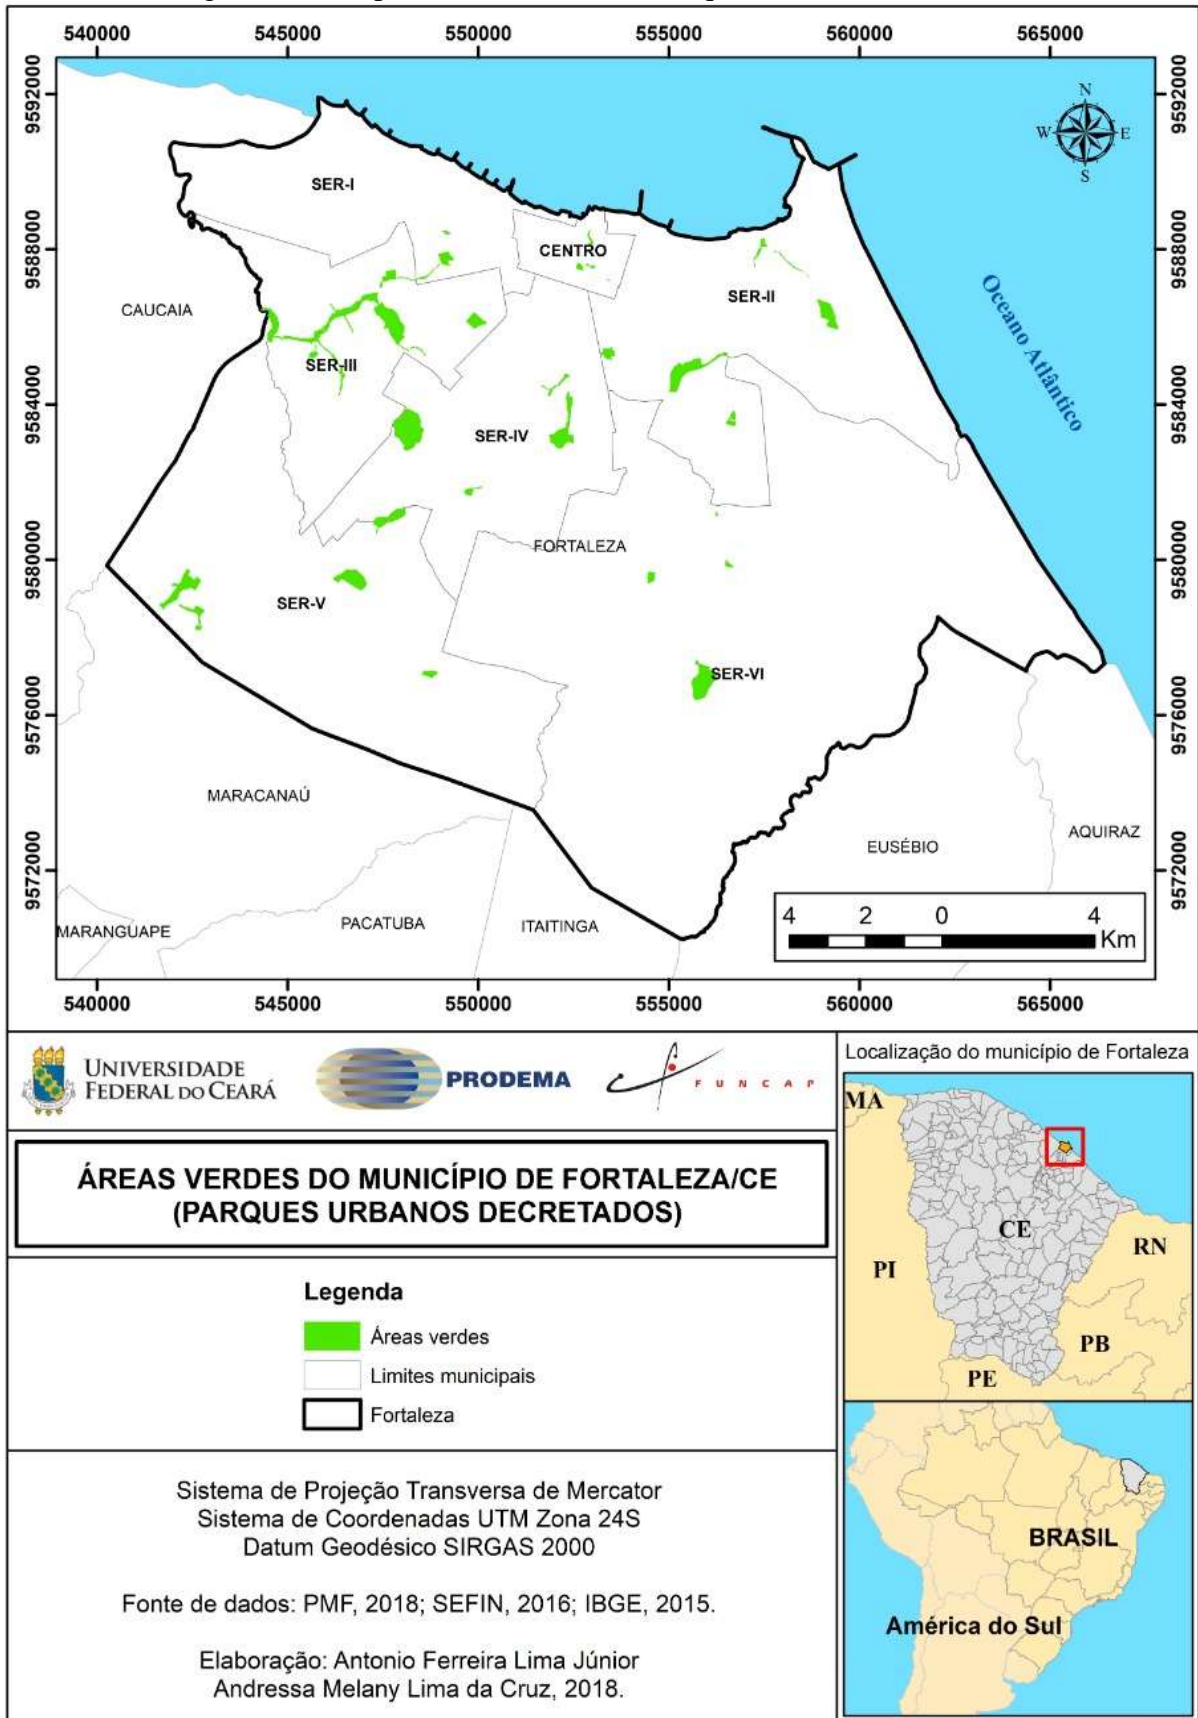 540000 545000 550000 555000 560000 565000
9592000 9592000
N
W E
S
SER-I
9588000 9588000
CENTRO
SER-II
CAUCAIA
Oceano Atlântico
SER-III
9584000 9584000
SER-IV
FORTALEZA
9580000 9580000
SER-V
SER-VI
9576000 9576000
MARACANAÚ
AQUIRAZ
EUSÉBIO
9572000 9572000
MARANGUAPE
PACATUBA
ITAITINGA
4 2 0 4
Km
540000 545000 550000 555000 560000 565000
UNIVERSIDADE
FEDERAL DO CEARÁ
PRODEMA
FUNCAP
ÁREAS VERDES DO MUNICÍPIO DE FORTALEZA/CE
(PARQUES URBANOS DECRETADOS)
Legenda
Áreas verdes
Limites municipais
Fortaleza
Sistema de Projeção Transversa de Mercator
Sistema de Coordenadas UTM Zona 24S
Datum Geodésico SIRGAS 2000
Fonte de dados: PMF, 2018; SEFIN, 2016; IBGE, 2015.
Elaboração: Antonio Ferreira Lima Júnior
Andressa Melany Lima da Cruz, 2018.
Localização do município de Fortaleza
MA
CE
RN
PI
PB
PE
BRASIL
América do Sul